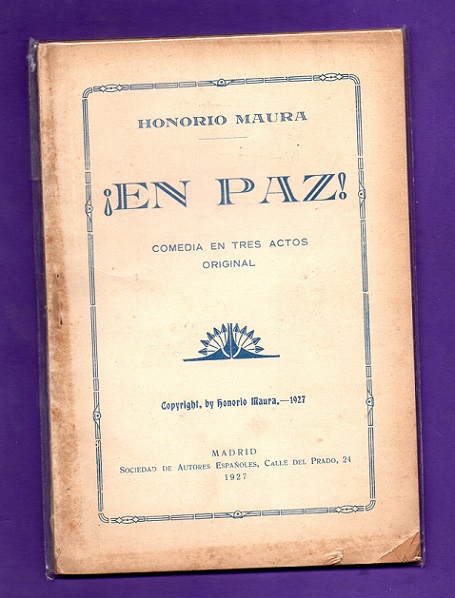 HONORIO MAURA
¡EN PAZ!
COMEDIA EN TRES ACTOS
ORIGINAL
Copyright, by Honorio Maura.—1927
MADRID
SOCIEDAD DE AUTORES ESPAÑOLES, CALLE DEL PRADO, 24
1927